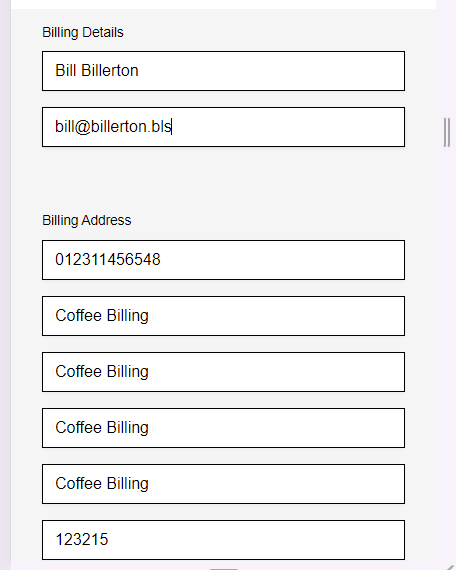 Billing Details
Bill Billerton
bill@billerton.bls
Billing Address
012311456548
Coffee Billing
Coffee Billing
Coffee Billing
Coffee Billing
123215